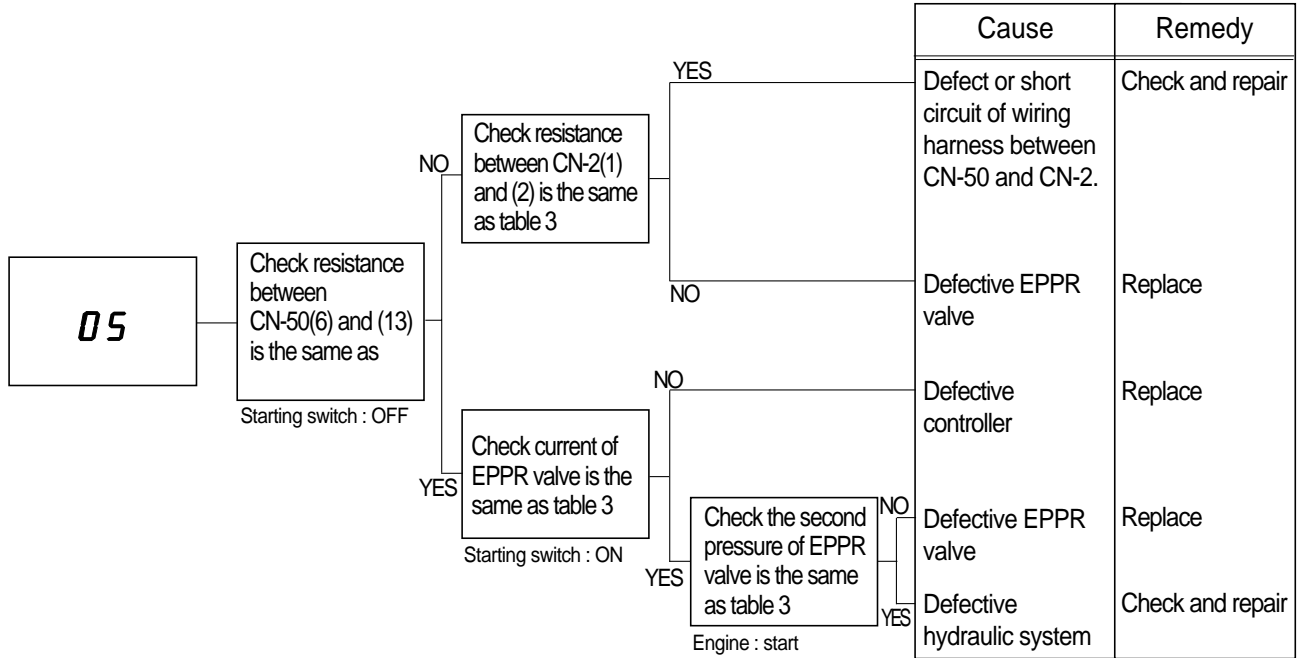 05
Check resistance
between
CN-50(6) and (13)
is the same as
Starting switch : OFF
NO
Check resistance
between CN-2(1)
and (2) is the same
as table 3
YES
NO
YES
Check current of
EPPR valve is the
same as table 3
Starting switch : ON
NO
YES
Check the second
pressure of EPPR
valve is the same
as table 3
Engine : start
NO
YES
Cause
Remedy
Defect or short
circuit of wiring
harness between
CN-50 and CN-2.
Check and repair
Defective EPPR
valve
Replace
Defective
controller
Replace
Defective EPPR
valve
Replace
Defective
hydraulic system
Check and repair